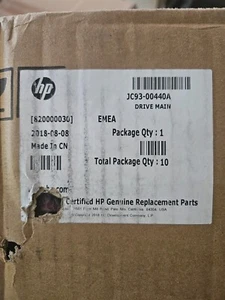 hp
JC93-00440A
DRIVE MAIN
[820000030] EMEA
2018-08-08 Package Qty : 1
Made In CN
Total Package Qty : 10
Certified HP Genuine Replacement Parts